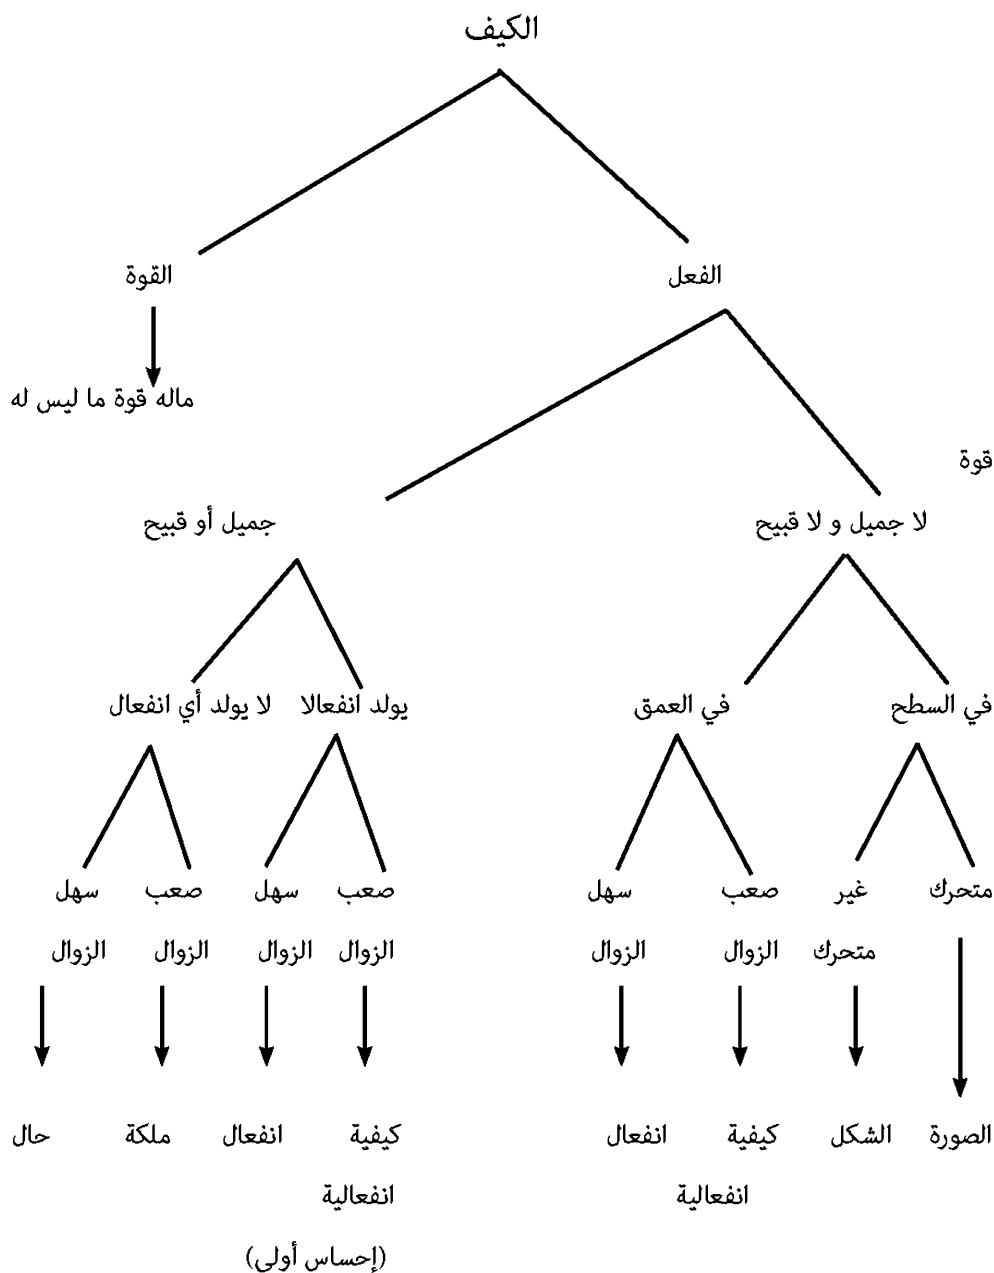 الكيف
الفعل
القوة
ماله قوة ما ليس له
قوة
لا جميل و لا قبيح
جميل أو قبيح
في السطح
في العمق
يولد انفعالا
لا يولد أي انفعال
متحرك
غير
متحرك
صعب
الزوال
سهل
الزوال
صعب
الزوال
سهل
الزوال
صعب
الزوال
سهل
الزوال
الصورة
الشكل
كيفية
انفعالية
انفعال
كيفية
انفعالية
(إحساس أولى)
انفعال
ملكة
حال